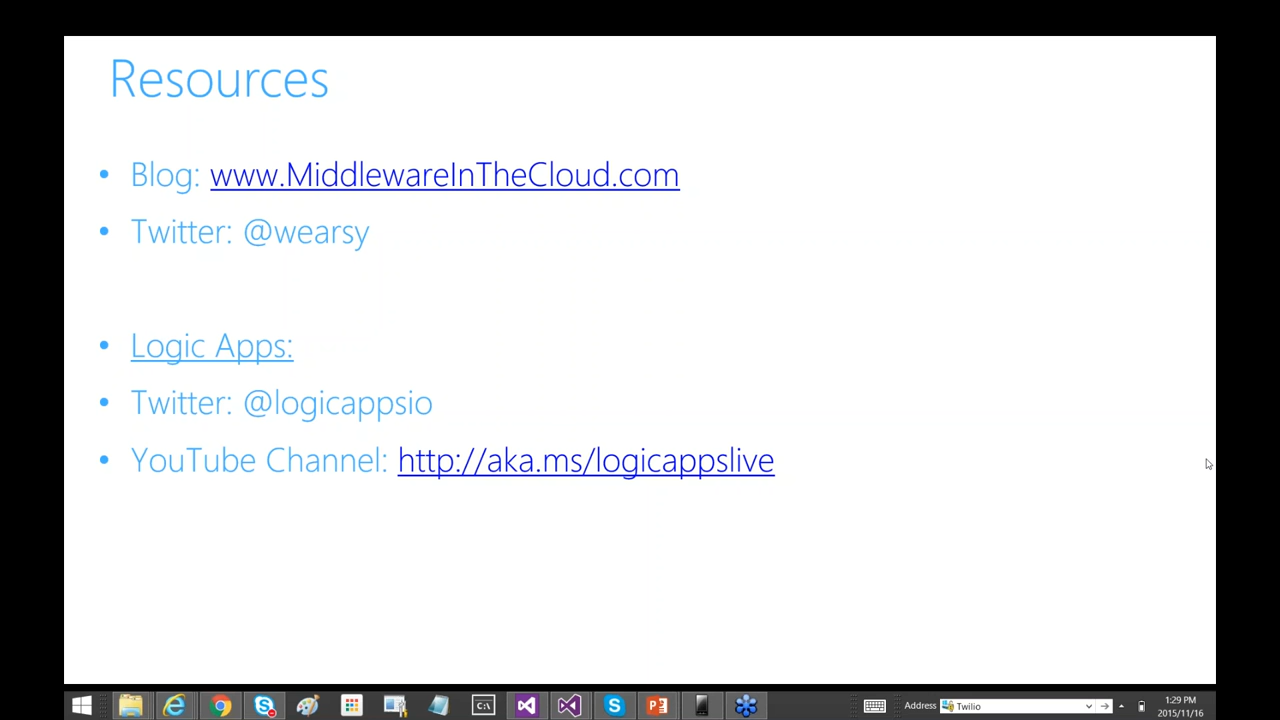 Resources
• Blog: www.MiddlewareInTheCloud.com
• Twitter: @wearsy
• Logic Apps:
• Twitter: @logicappsio
• YouTube Channel: http://aka.ms/logicappslive
Address Twilio
1:29 PM
2015/11/16